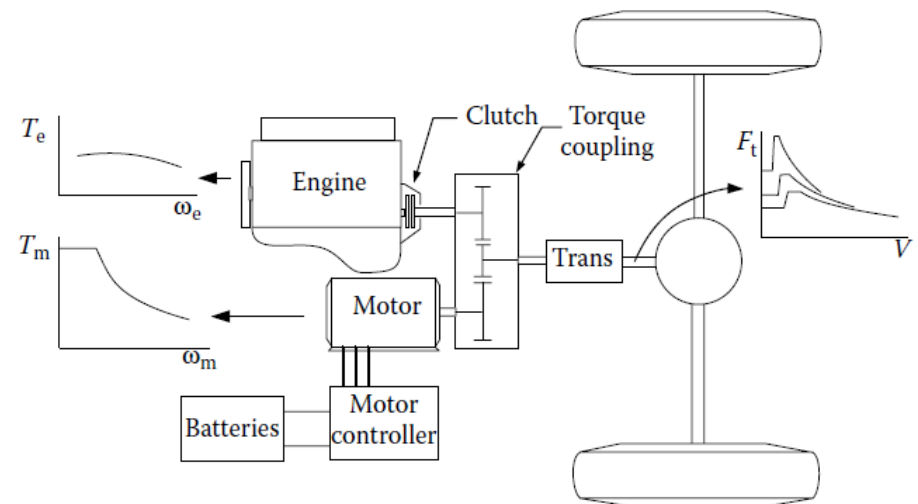 Clutch
Torque
coupling
Tₑ
Engine
ωₑ
Fₜ
V
Tₘ
Trans
Motor
ωₘ
Batteries
Motor
controller